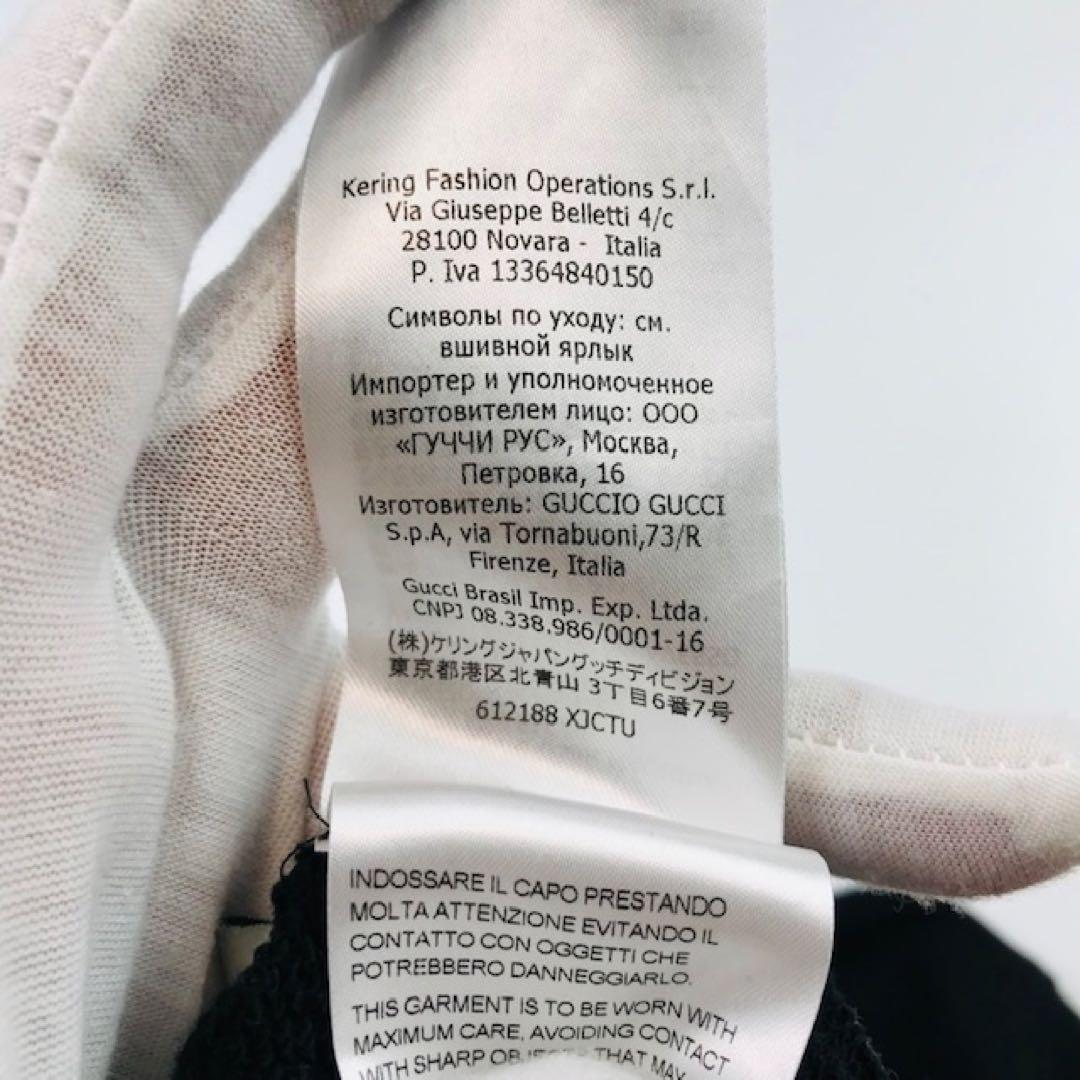 Kering Fashion Operations S.r.l.
Via Giuseppe Belletti 4/c
28100 Novara - Italia
P. Iva 13364840150
Символы по уходу: см.
вшивной ярлык
Импортер и уполномоченное
изготовителем лицо: ООО
«ГУЧЧИ РУС», Москва,
Петровка, 16
Изготовитель: GUCCIO GUCCI
S.p.A, via Tornabuoni,73/R
Firenze, Italia
Gucci Brasil Imp. Exp. Ltda.
CNPJ 08.338.986/0001-16
(株)ケリングジャパングッチディビジョン
東京都港区北青山 3丁目6番7号
612188 XJCTU
INDOSSARE IL CAPO PRESTANDO
MOLTA ATTENZIONE EVITANDO IL
CONTATTO CON OGGETTI CHE
POTREBBERO DANNEGGIARLO.
THIS GARMENT IS TO BE WORN WITH
MAXIMUM CARE, AVOIDING CONTACT
WITH SHARP THAT MAY